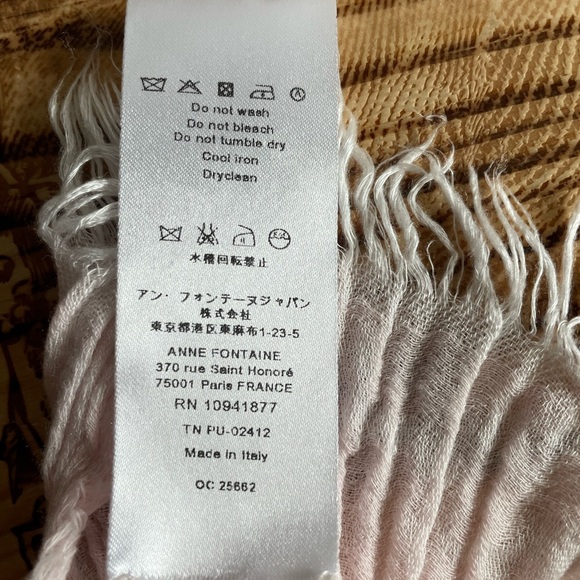 Do not wash
Do not bleach
Do not tumble dry
Cool iron
Dryclean
水槽回転禁止
アン・フォンテーヌジャパン
株式会社
東京都港区東麻布1-23-5
ANNE FONTAINE
370 rue Saint Honoré
75001 Paris FRANCE
RN 10941877
TN PU-02412
Made in Italy
OC 25662